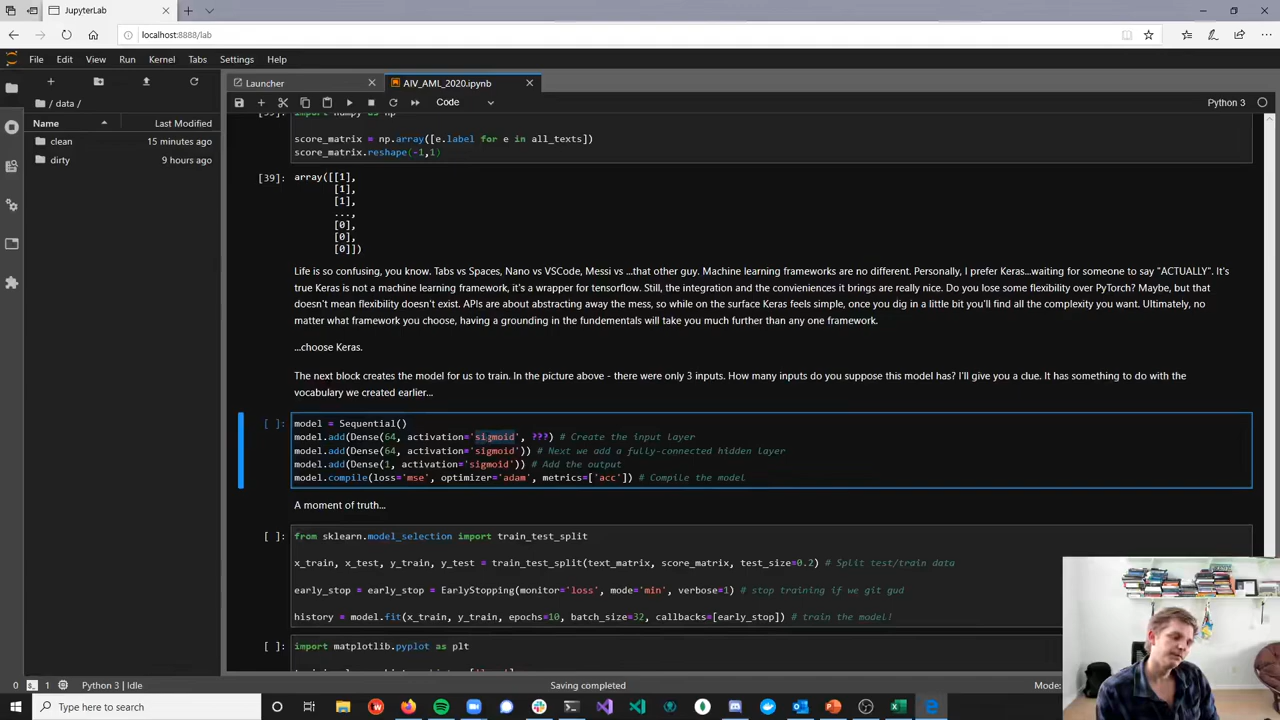 JupyterLab
localhost:8888/lab
File Edit View Run Kernel Tabs Settings Help
Launcher
AIV_AML_2020.ipynb
Code
Python 3
/ data /
Name
Last Modified
clean
15 minutes ago
dirty
9 hours ago
[39]:
import numpy as np
score_matrix = np.array([e.label for e in all_texts])
score_matrix.reshape(-1,1)
[39]:
array([[1],
[1],
[1],
...,
[0],
[0],
[0]])
Life is so confusing, you know. Tabs vs Spaces, Nano vs VSCode, Messi vs ...that other guy. Machine learning frameworks are no different. Personally, I prefer Keras...waiting for someone to say "ACTUALLY". It's
true Keras is not a machine learning framework, it's a wrapper for tensorflow. Still, the integration and the convieniences it brings are really nice. Do you lose some flexibility over PyTorch? Maybe, but that
doesn't mean flexibility doesn't exist. APIs are about abstracting away the mess, so while on the surface Keras feels simple, once you dig in a little bit you'll find all the complexity you want. Ultimately, no
matter what framework you choose, having a grounding in the fundementals will take you much further than any one framework.
...choose Keras.
The next block creates the model for us to train. In the picture above - there were only 3 inputs. How many inputs do you suppose this model has? I'll give you a clue. It has something to do with the
vocabulary we created earlier...
[ ]:
model = Sequential()
model.add(Dense(64, activation='sigmoid', ???) # Create the input layer
model.add(Dense(64, activation='sigmoid')) # Next we add a fully-connected hidden layer
model.add(Dense(1, activation='sigmoid')) # Add the output
model.compile(loss='mse', optimizer='adam', metrics=['acc']) # Compile the model
A moment of truth...
[ ]:
from sklearn.model_selection import train_test_split
x_train, x_test, y_train, y_test = train_test_split(text_matrix, score_matrix, test_size=0.2) # Split test/train data
early_stop = early_stop = EarlyStopping(monitor='loss', mode='min', verbose=1) # stop training if we git gud
history = model.fit(x_train, y_train, epochs=10, batch_size=32, callbacks=[early_stop]) # train the model!
[ ]:
import matplotlib.pyplot as plt
0
1
Python 3 | Idle
Saving completed
Mode:
Type here to search